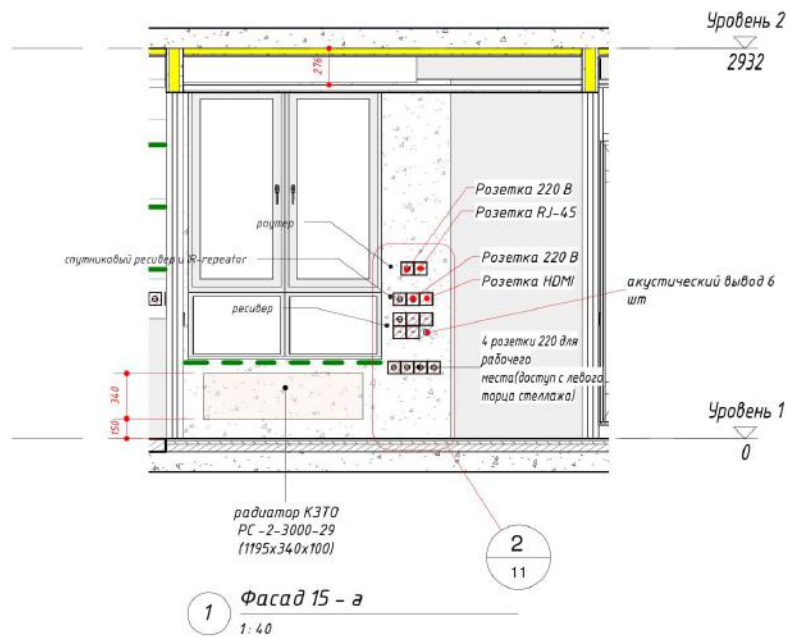 Уровень 2
2932
276
Розетка 220 В
Розетка RJ-45
роутер
спутниковый ресивер и IR-repeator
Розетка 220 В
Розетка HDMI
акустический вывод 6
шт
ресивер
4 розетки 220 для
рабочего
места(доступ с левого
торца стеллажа)
340
150
Уровень 1
0
радиатор КЗТО
РС -2-3000-29
(1195x340x100)
2
11
1
Фасад 15 - а
1: 40